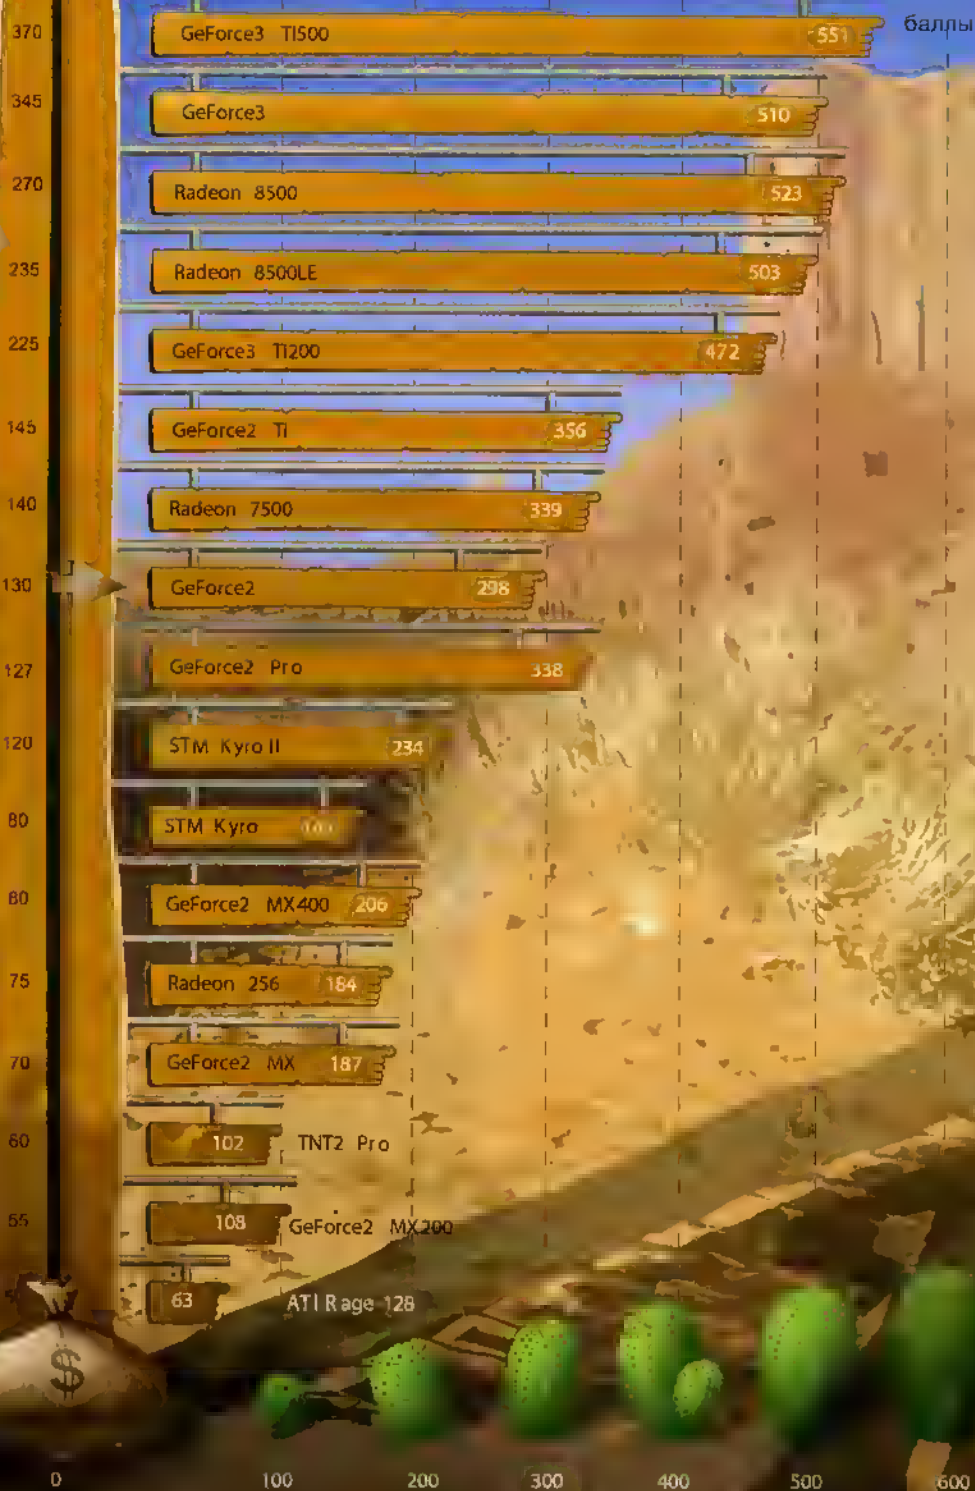 баллы
370 GeForce3 TI500 551
345 GeForce3 510
270 Radeon 8500 523
235 Radeon 8500LE 503
225 GeForce3 Ti200 472
145 GeForce2 Ti 356
140 Radeon 7500 339
130 GeForce2 298
127 GeForce2 Pro 338
120 STM Kyro II 234
80 STM Kyro
80 GeForce2 MX400 206
75 Radeon 256 184
70 GeForce2 MX 187
60 102 TNT2 Pro
55 108 GeForce2 MX200
63 ATI Rage 128
$
0 100 200 300 400 500 600